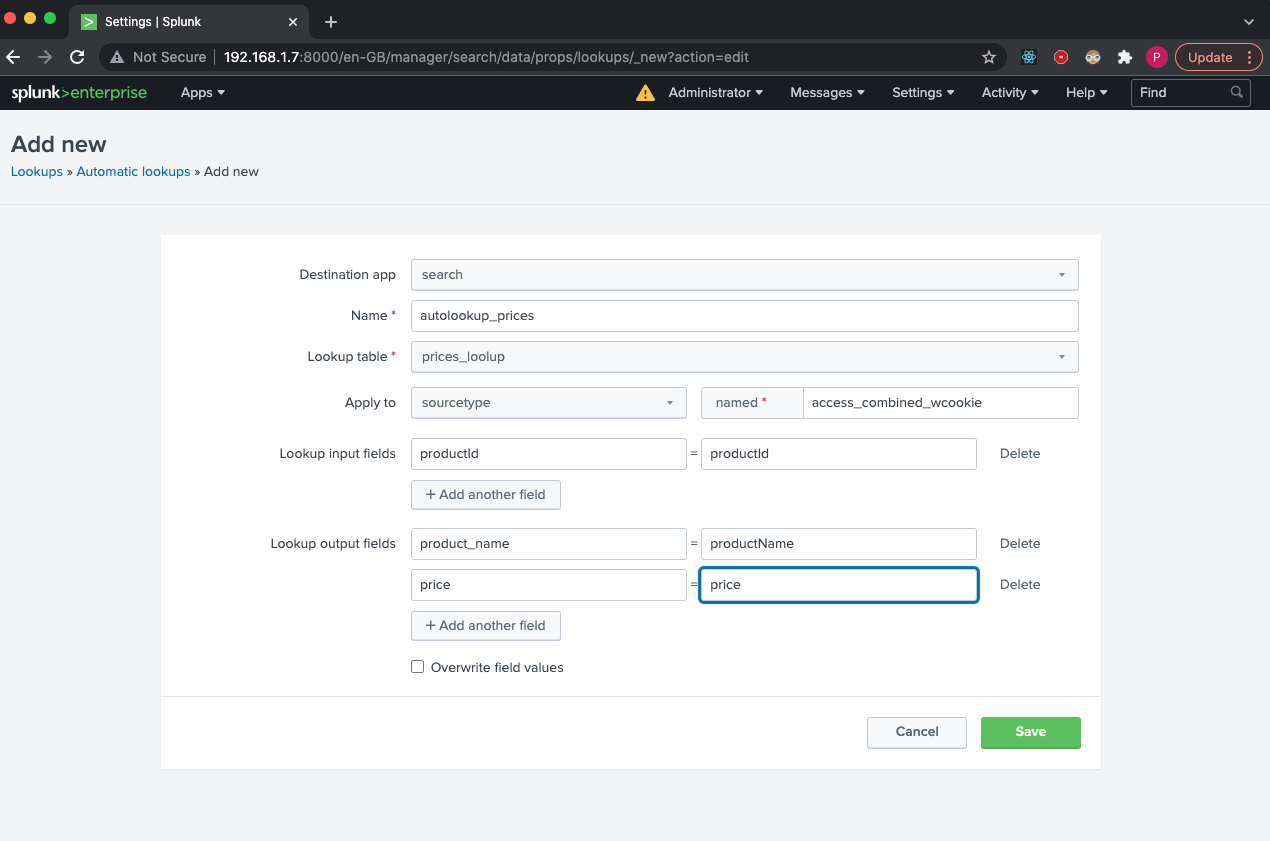 Settings | Splunk
Not Secure 192.168.1.7:8000/en-GB/manager/search/data/props/lookups/_new?action=edit P Update
splunk>enterprise Apps Administrator Messages Settings Activity Help Find
Add new
Lookups » Automatic lookups » Add new
Destination app search
Name * autolookup_prices
Lookup table * prices_loolup
Apply to sourcetype named * access_combined_wcookie
Lookup input fields productId = productId Delete
+ Add another field
Lookup output fields product_name = productName Delete
price = price Delete
+ Add another field
Overwrite field values
Cancel Save